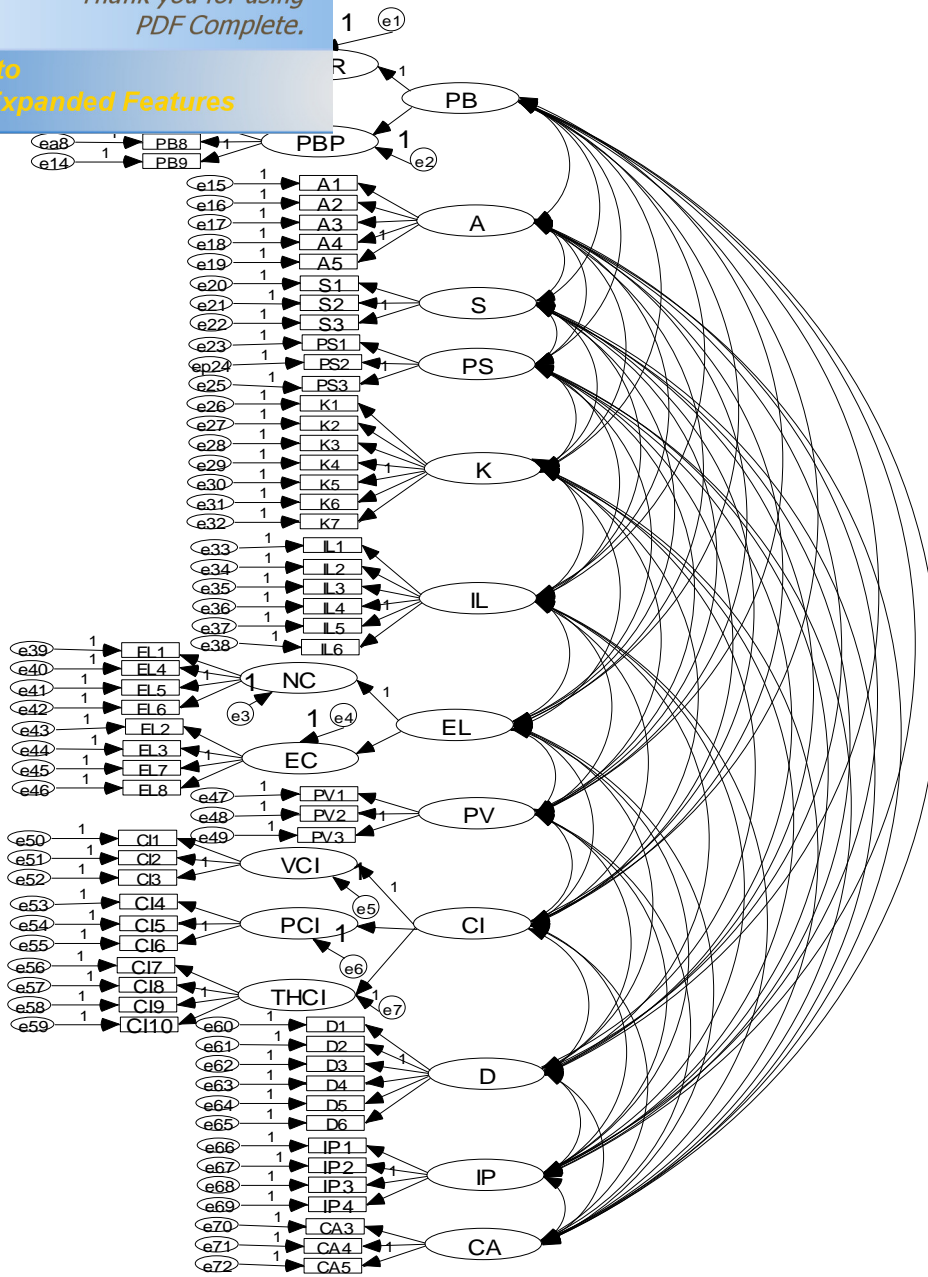 Thank you for using
PDF Complete.
to
Expanded Features
1 e1
R 1
PB
ea8 1 PB8
PBP 1
e14 1 PB9
e2
e15 1 A1
e16 1 A2
e17 1 A3 A
e18 1 A4 1
e19 1 A5
e20 1 S1
e21 1 S2 1 S
e22 1 S3
e23 1 PS1
ep24 1 PS2 1 PS
e25 1 PS3
e26 1 K1
e27 1 K2
e28 1 K3
e29 1 K4 1 K
e30 1 K5
e31 1 K6
e32 1 K7
e33 1 IL1
e34 1 IL2
e35 1 IL3 IL
e36 1 IL4 1
e37 1 IL5
e38 1 IL6
e39 1 EL1
e40 1 EL4
e41 1 EL5 1 1 NC 1
e42 1 EL6
e3 e4
e43 1 EL2 1 EL
e44 1 EL3
e45 1 EL7 1 EC
e46 1 EL8
e47 1 PV1
e48 1 PV2 1 PV
e49 1 PV3
e50 1 CI1
e51 1 CI2 1 VCI 1 1
e52 1 CI3
e5
e53 1 CI4
e54 1 CI5 1 PCI 1 CI
e55 1 CI6
e6
e56 1 CI7
e57 1 CI8 1 THCI 1
e58 1 CI9 e7
e59 1 CI10
e60 1 D1
e61 1 D2 1
e62 1 D3 D
e63 1 D4
e64 1 D5
e65 1 D6
e66 1 IP1
e67 1 IP2 1 IP
e68 1 IP3
e69 1 IP4
e70 1 CA3
e71 1 CA4 1 CA
e72 1 CA5